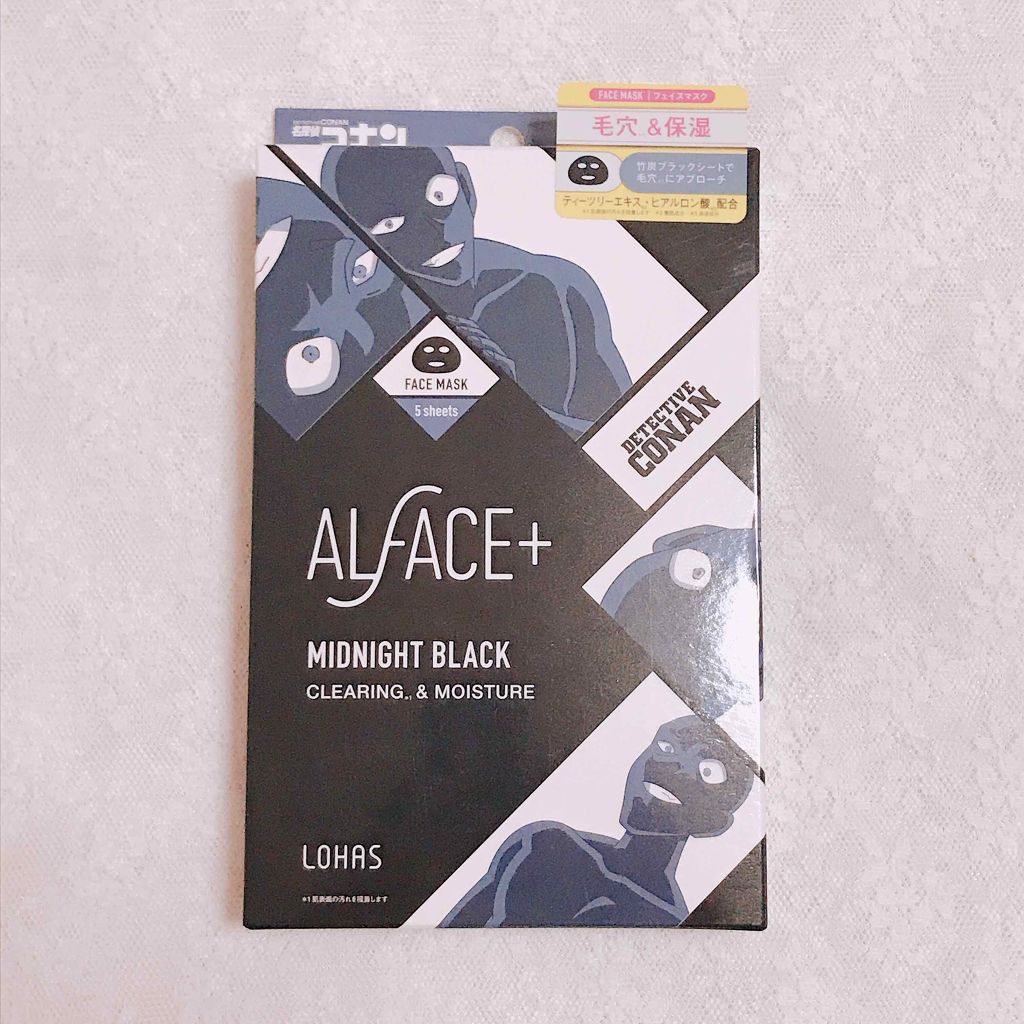 FACE MASK | フェイスマスク
DETECTIVE CONAN
名探偵コナン
毛穴 &保湿
竹炭ブラックシートで
毛穴 にアプローチ
ティーツリーエキス・ヒアルロン酸 配合
FACE MASK
5 sheets
DETECTIVE
CONAN
ALFACE+
MIDNIGHT BLACK
CLEARING & MOISTURE
LOHAS